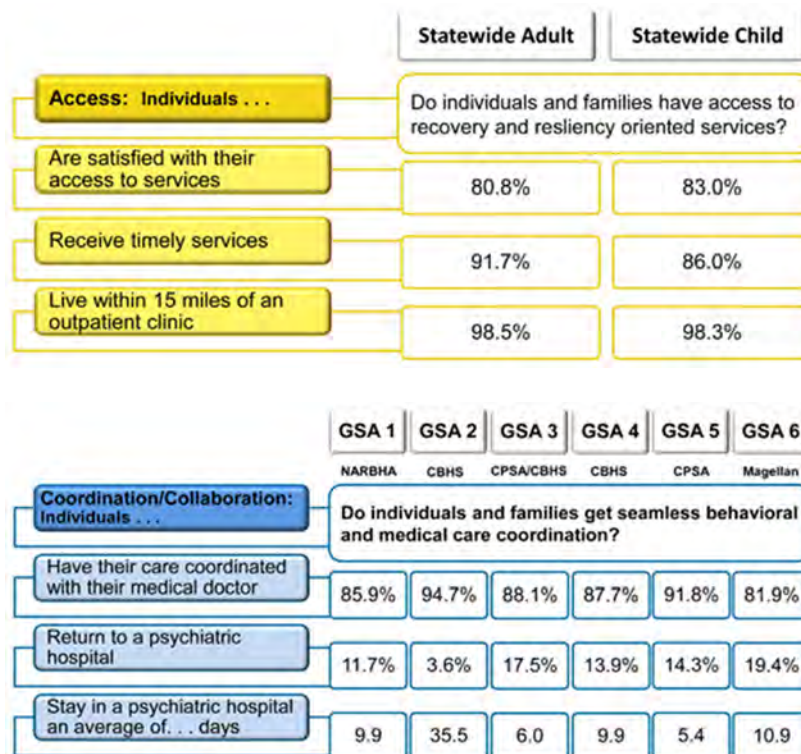 Statewide Adult Statewide Child
Access: Individuals . . .
Do individuals and families have access to
recovery and resliency oriented services?
Are satisfied with their
access to services
80.8% 83.0%
Receive timely services
91.7% 86.0%
Live within 15 miles of an
outpatient clinic
98.5% 98.3%
GSA 1 GSA 2 GSA 3 GSA 4 GSA 5 GSA 6
NARBHA CBHS CPSA/CBHS CBHS CPSA Magellan
Coordination/Collaboration:
Individuals . . .
Do individuals and families get seamless behavioral
and medical care coordination?
Have their care coordinated
with their medical doctor
85.9% 94.7% 88.1% 87.7% 91.8% 81.9%
Return to a psychiatric
hospital
11.7% 3.6% 17.5% 13.9% 14.3% 19.4%
Stay in a psychiatric hospital
an average of. . . days
9.9 35.5 6.0 9.9 5.4 10.9